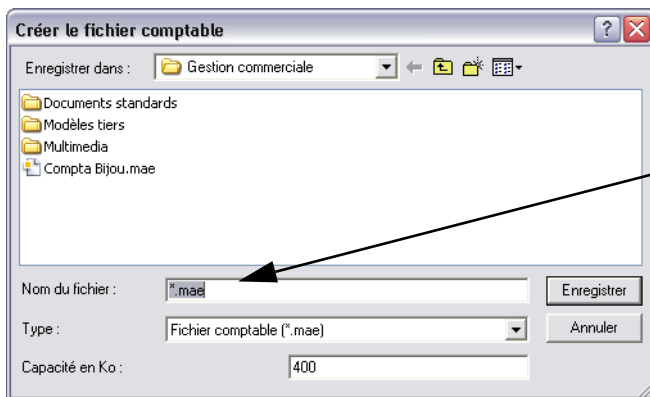 Créer le fichier comptable
Enregistrer dans :
Gestion commerciale
Documents standards
Modèles tiers
Multimedia
Compta Bijou.mae
Nom du fichier :
*.mae
Enregistrer
Type :
Fichier comptable (*.mae)
Annuler
Capacité en Ko :
400